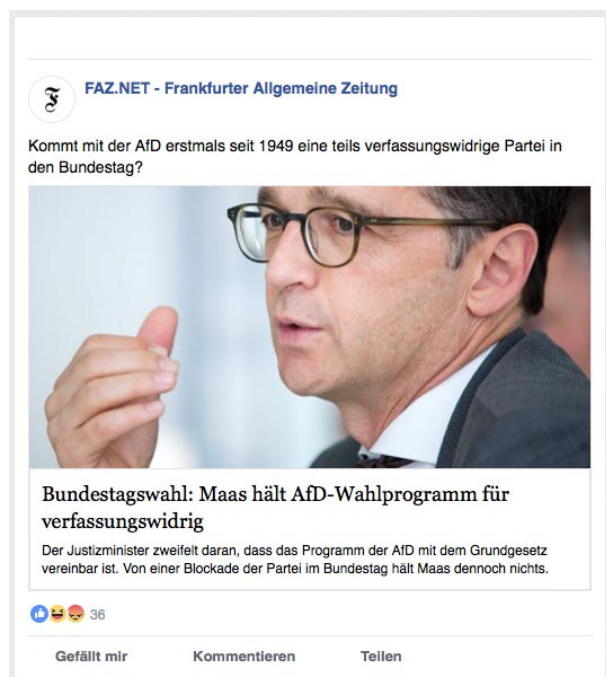 FAZ.NET - Frankfurter Allgemeine Zeitung
Kommt mit der AfD erstmals seit 1949 eine teils verfassungswidrige Partei in
den Bundestag?
Bundestagswahl: Maas hält AfD-Wahlprogramm für
verfassungswidrig
Der Justizminister zweifelt daran, dass das Programm der AfD mit dem Grundgesetz
vereinbar ist. Von einer Blockade der Partei im Bundestag hält Maas dennoch nichts.
36
Gefällt mir Kommentieren Teilen